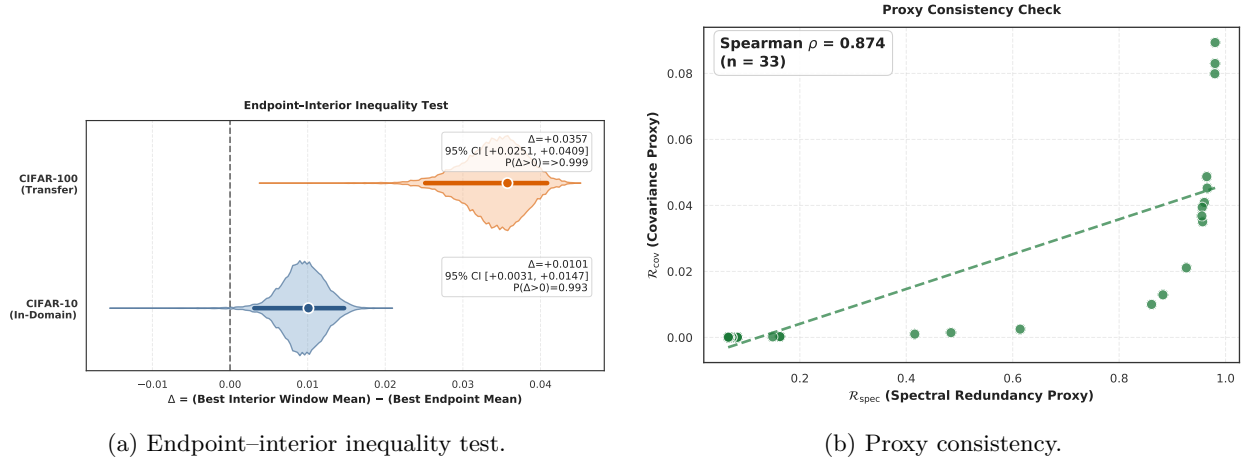 Endpoint–Interior Inequality Test
Δ=+0.0357
95% CI [+0.0251, +0.0409]
P(Δ>0)=>0.999
CIFAR-100
(Transfer)
Δ=+0.0101
95% CI [+0.0031, +0.0147]
P(Δ>0)=0.993
CIFAR-10
(In-Domain)
−0.01 0.00 0.01 0.02 0.03 0.04
Δ = (Best Interior Window Mean) − (Best Endpoint Mean)
(a) Endpoint–interior inequality test.
Proxy Consistency Check
Spearman ρ = 0.874
(n = 33)
0.08
0.06
0.04
0.02
0.00
ℛcov (Covariance Proxy)
0.2 0.4 0.6 0.8 1.0
ℛspec (Spectral Redundancy Proxy)
(b) Proxy consistency.